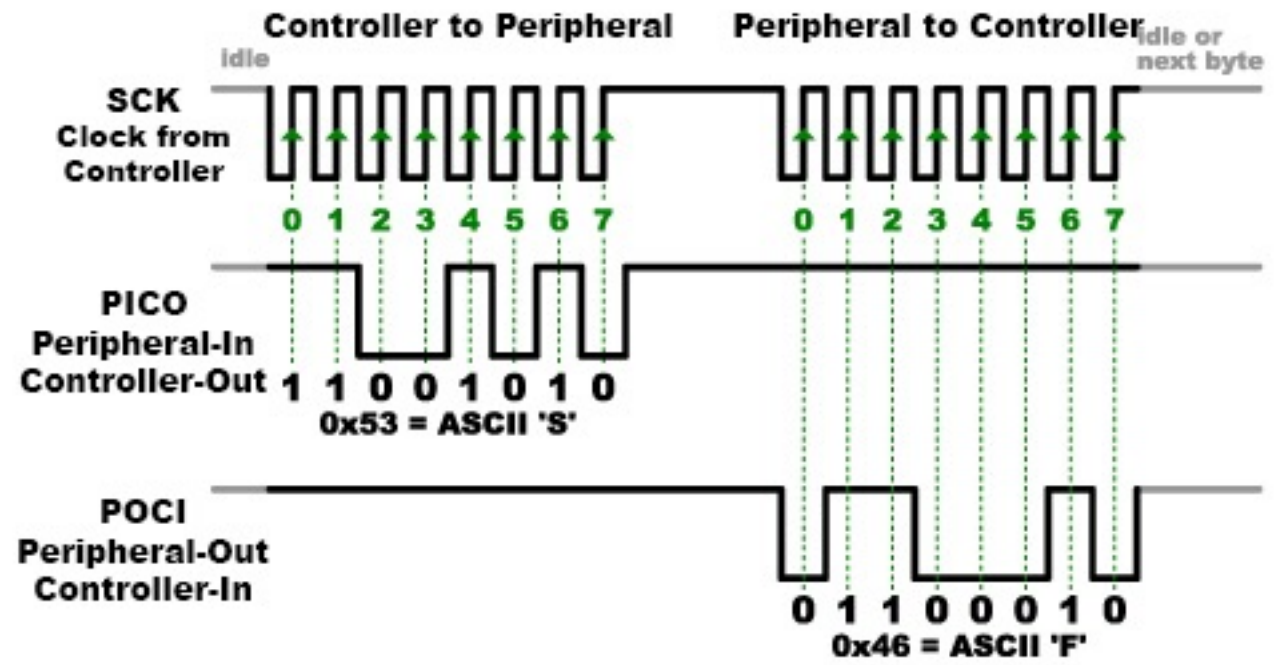 Controller to Peripheral Peripheral to Controller
idle
idle or
next byte
SCK
Clock from
Controller
0 1 2 3 4 5 6 7 0 1 2 3 4 5 6 7
PICO
Peripheral-In
Controller-Out
1 1 0 0 1 0 1 0
0x53 = ASCII 'S'
POCI
Peripheral-Out
Controller-In
0 1 1 0 0 0 1 0
0x46 = ASCII 'F'